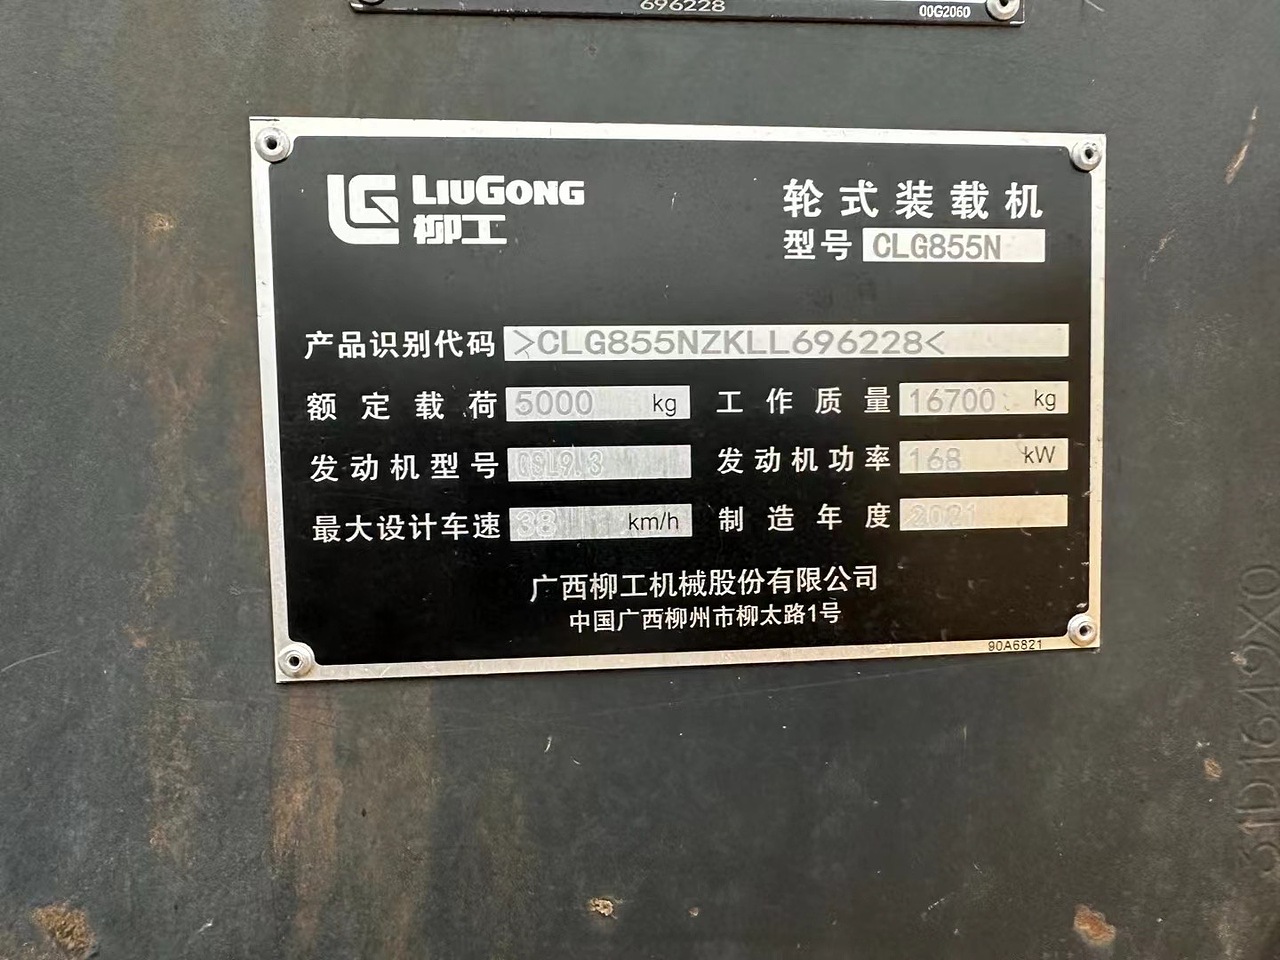 696228
00G2060
LG LIUGONG
柳工
轮式装载机
型号 CLG855N
产品识别代码 >CLG855NZKLL696228<
额定载荷 5000 kg 工作质量 16700 kg
发动机型号 QSL9.3 发动机功率 168 kW
最大设计车速 38 km/h 制造年度 2021
广西柳工机械股份有限公司
中国广西柳州市柳太路1号
90A6821
31D1649X0